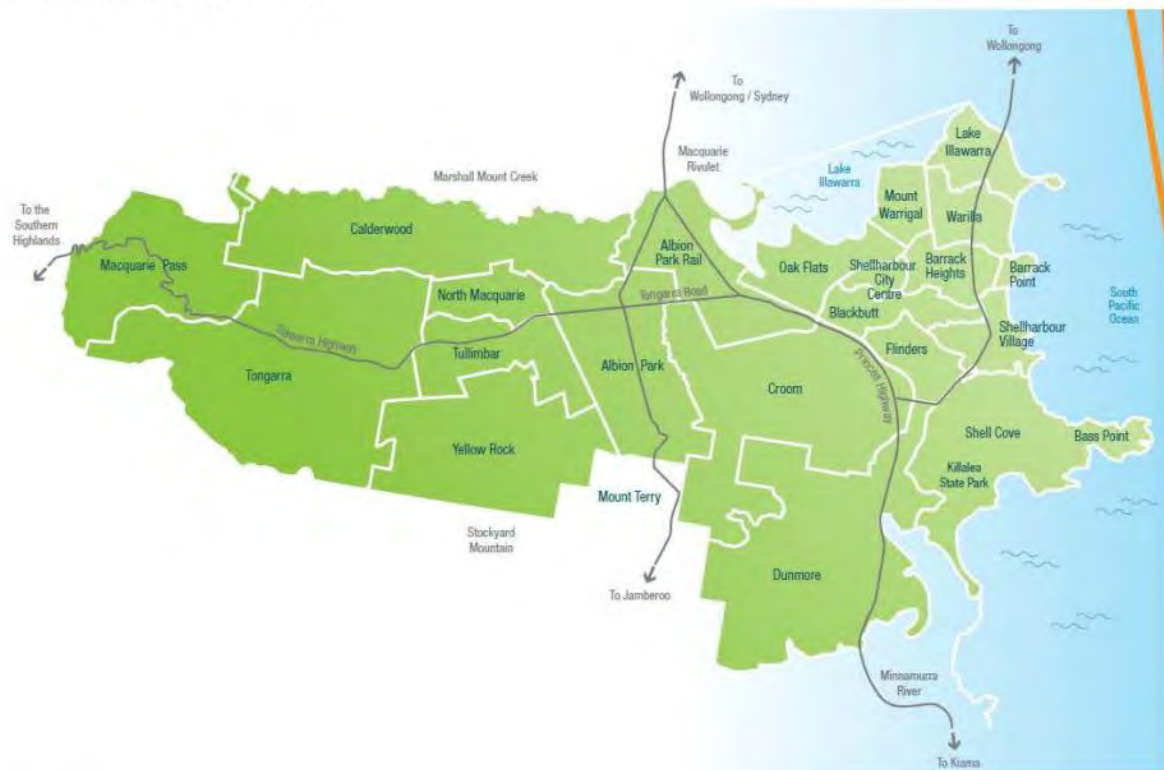 To
Wollongong
To
Wollongong / Sydney
Macquarie
Rivulet
Lake
Illawarra
Lake
Illawarra
Marshall Mount Creek
Mount
Warrigal
Warilla
To the
Southern
Highlands
Calderwood
Macquarie Pass
Albion
Park Rail
Oak Flats
Shellharbour
City
Centre
Barrack
Heights
Barrack
Point
North Macquarie
Tongarra Road
Blackbutt
South
Pacific
Ocean
Shellharbour
Village
Illawarra Highway
Tullimbar
Flinders
Tongarra
Albion Park
Princes Highway
Croom
Yellow Rock
Shell Cove
Bass Point
Killalea
State Park
Mount Terry
Stockyard
Mountain
Dunmore
To Jamberoo
Minnamurra
River
To Kiama